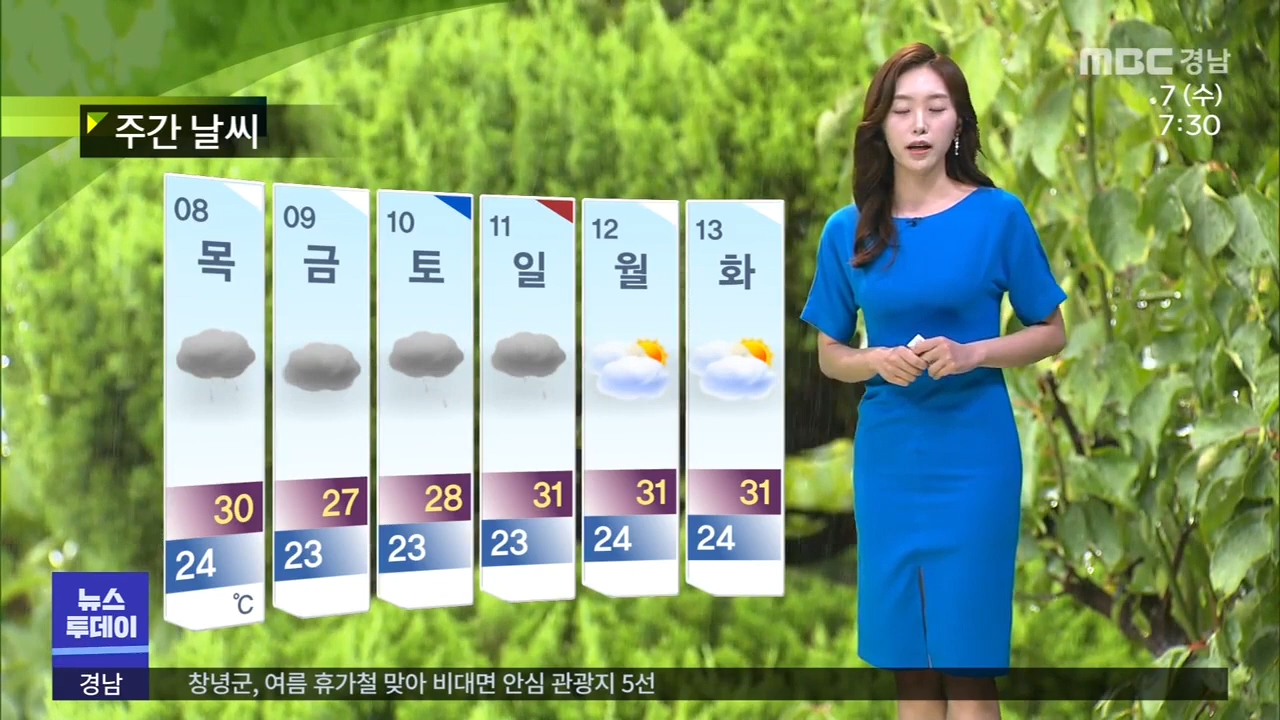 MBC 경남
.7 (수)
7:30
주간 날씨
08 목 30 24 ℃
09 금 27 23
10 토 28 23
11 일 31 23
12 월 31 24
13 화 31 24
뉴스
투데이
경남 창녕군, 여름 휴가철 맞아 비대면 안심 관광지 5선